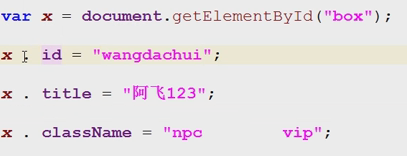 var x = document.getElementById("box");
x . id = "wangdachui";
x . title = "阿飞123";
x . className = "npc        vip";